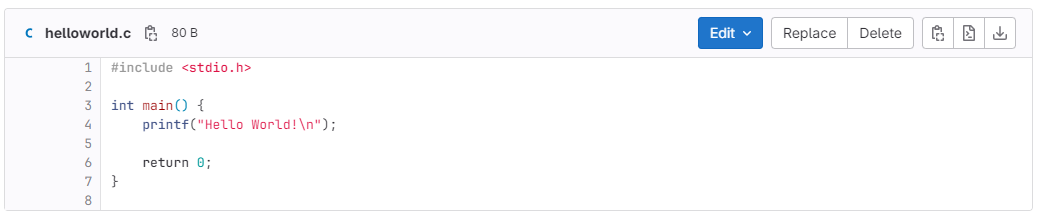 C helloworld.c 80 B Edit Replace Delete
1 #include <stdio.h>
2
3 int main() {
4     printf("Hello World!\n");
5
6     return 0;
7 }
8